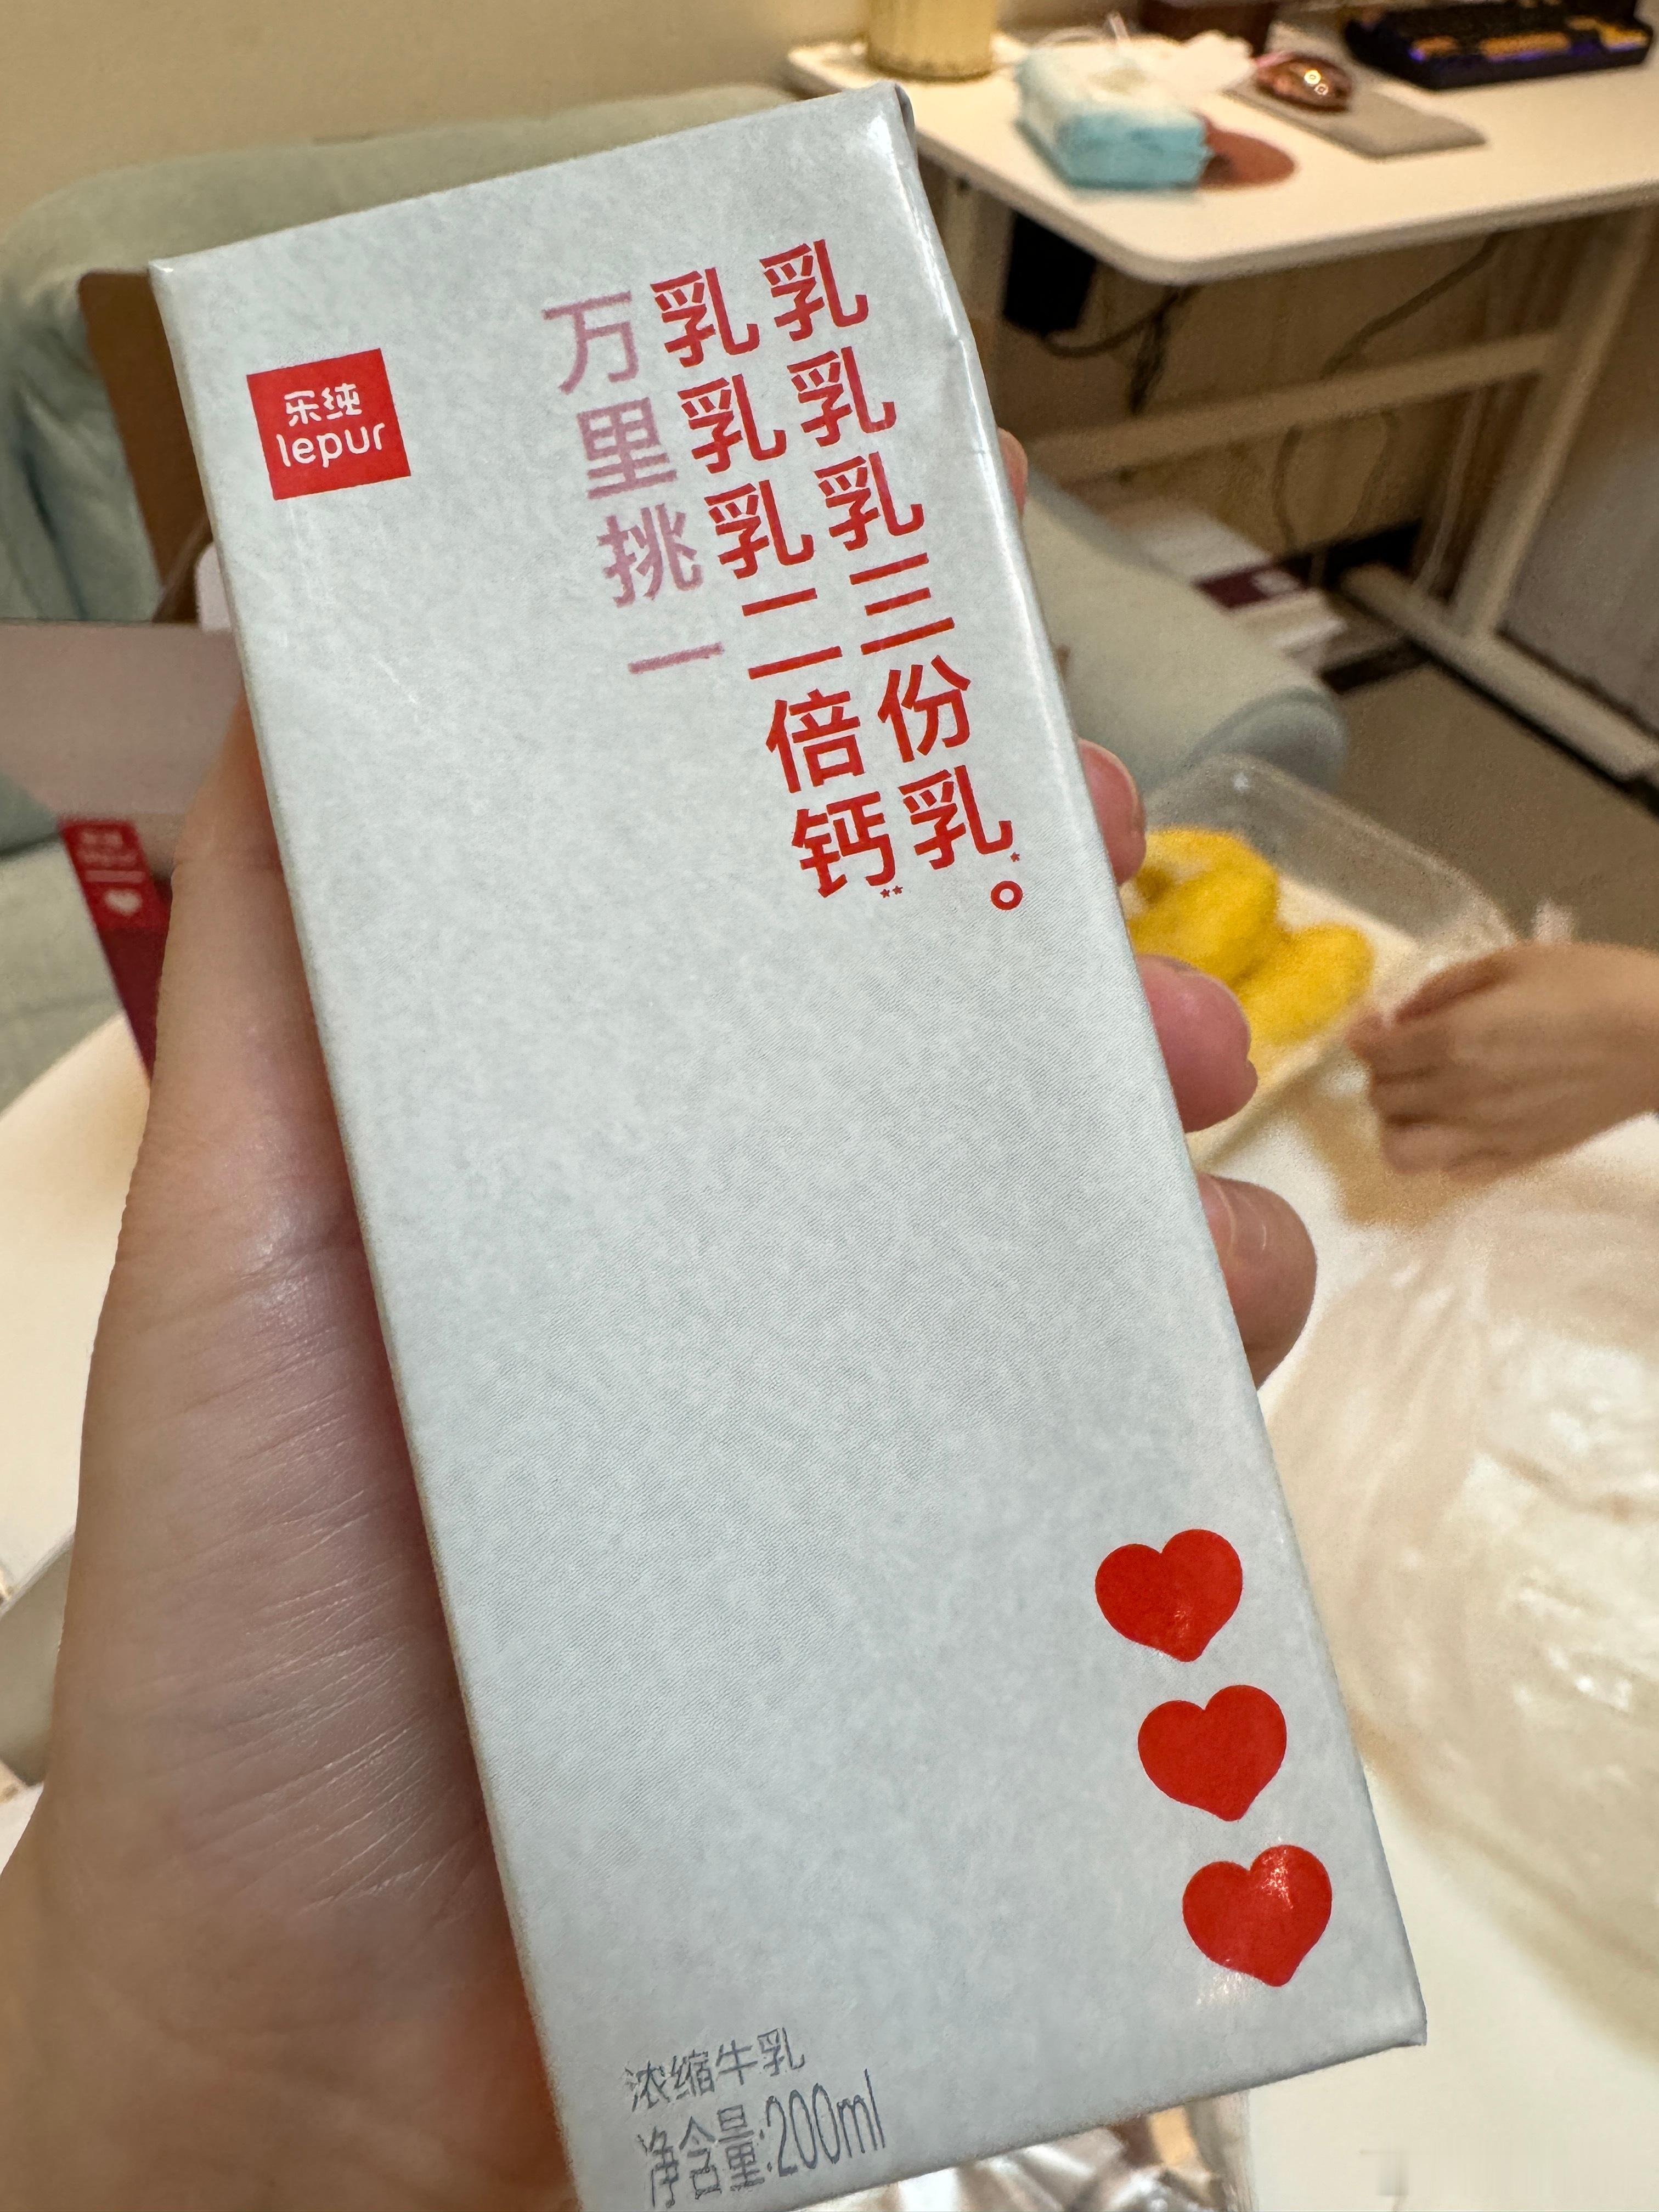 乐纯
lepur
乳乳乳三份乳*。
乳乳乳二倍钙**
万里挑一
浓缩牛乳
净含量:200ml